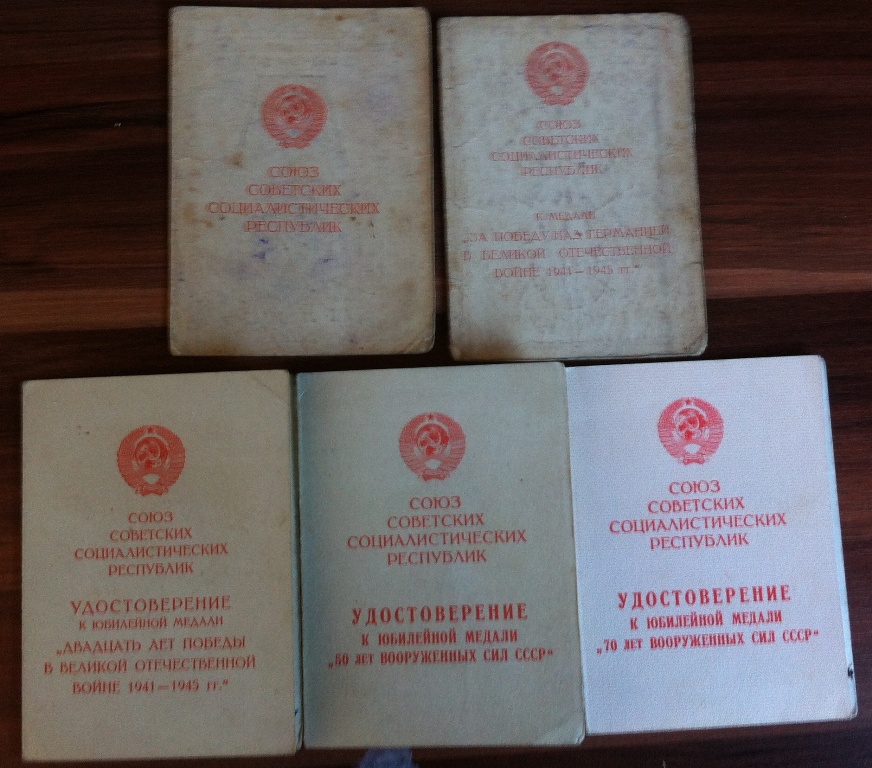 СОЮЗ
СОВЕТСКИХ
СОЦИАЛИСТИЧЕСКИХ
РЕСПУБЛИК
СОЮЗ
СОВЕТСКИХ
СОЦИАЛИСТИЧЕСКИХ
РЕСПУБЛИК
К МЕДАЛИ
„ЗА ПОБЕДУ НАД ГЕРМАНИЕЙ
В ВЕЛИКОЙ ОТЕЧЕСТВЕННОЙ
ВОЙНЕ 1941—1945 гг.“
СОЮЗ
СОВЕТСКИХ
СОЦИАЛИСТИЧЕСКИХ
РЕСПУБЛИК
УДОСТОВЕРЕНИЕ
К ЮБИЛЕЙНОЙ МЕДАЛИ
„ДВАДЦАТЬ ЛЕТ ПОБЕДЫ
В ВЕЛИКОЙ ОТЕЧЕСТВЕННОЙ
ВОЙНЕ 1941—1945 гг.“
СОЮЗ
СОВЕТСКИХ
СОЦИАЛИСТИЧЕСКИХ
РЕСПУБЛИК
УДОСТОВЕРЕНИЕ
К ЮБИЛЕЙНОЙ МЕДАЛИ
„50 ЛЕТ ВООРУЖЕННЫХ СИЛ СССР“
СОЮЗ
СОВЕТСКИХ
СОЦИАЛИСТИЧЕСКИХ
РЕСПУБЛИК
УДОСТОВЕРЕНИЕ
К ЮБИЛЕЙНОЙ МЕДАЛИ
„70 ЛЕТ ВООРУЖЕННЫХ СИЛ СССР“